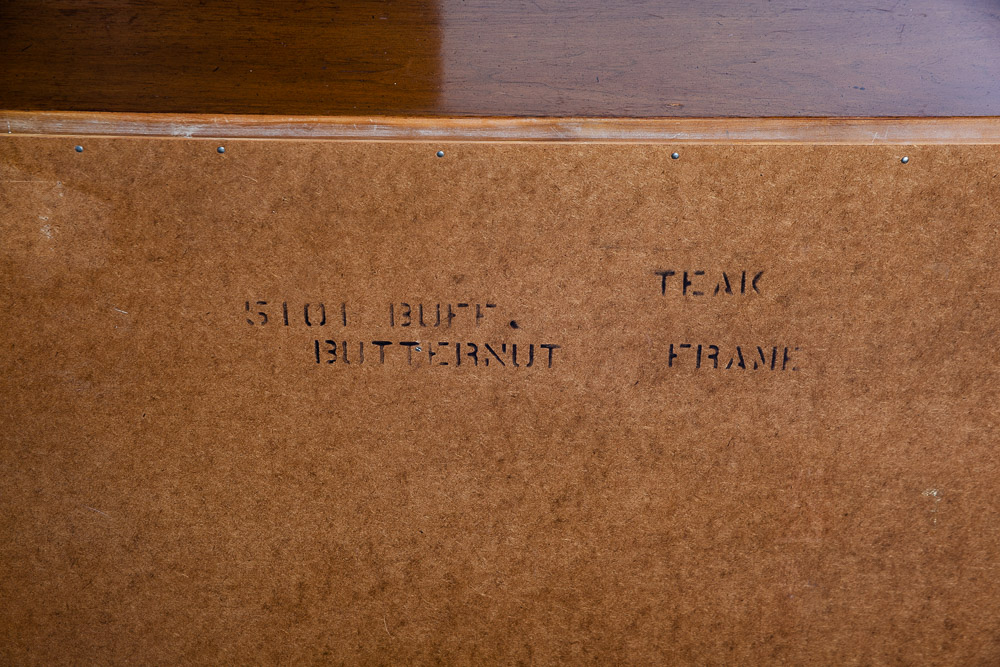 5101 BUFF.
BUTTERNUT
TEAK
FRAME